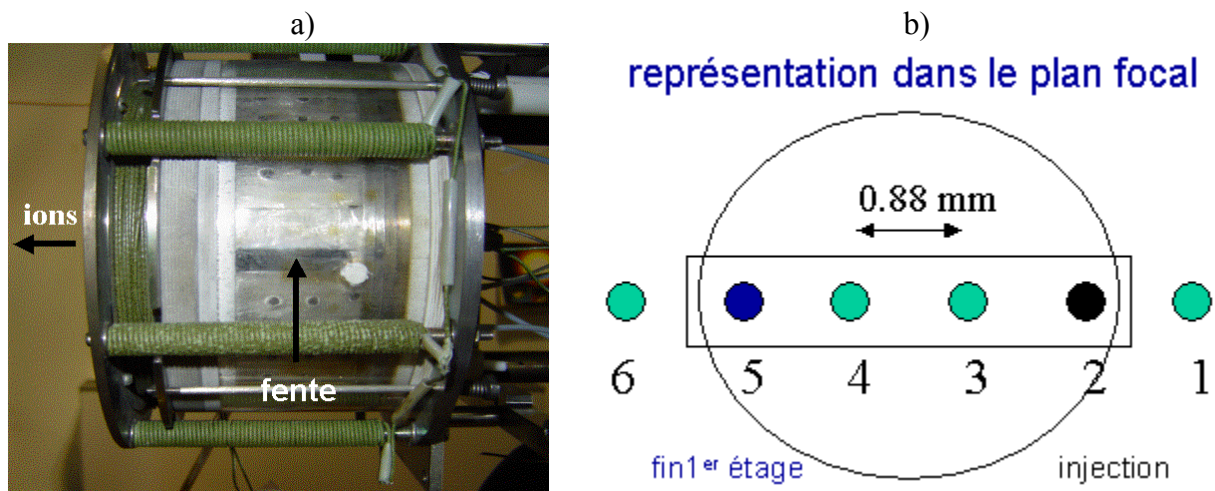 a)
b)
ions
fente
représentation dans le plan focal
0.88 mm
6 5 4 3 2 1
fin1er étage
injection